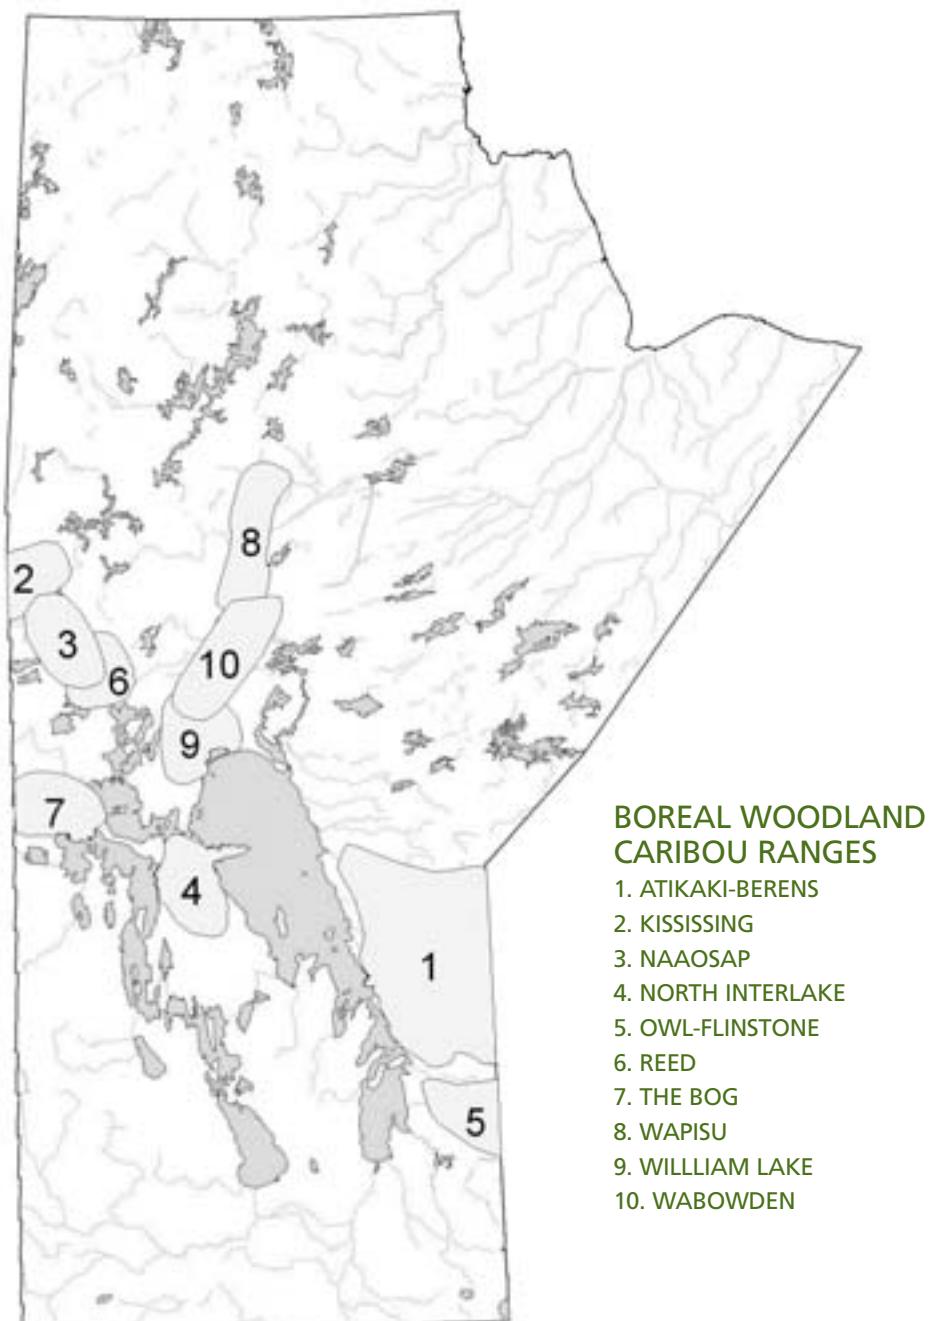 8
2
3
10
6
9
7
4
1
5
BOREAL WOODLAND
CARIBOU RANGES
1. ATIKAKI-BERENS
2. KISSISSING
3. NAAOSAP
4. NORTH INTERLAKE
5. OWL-FLINSTONE
6. REED
7. THE BOG
8. WAPISU
9. WILLLIAM LAKE
10. WABOWDEN